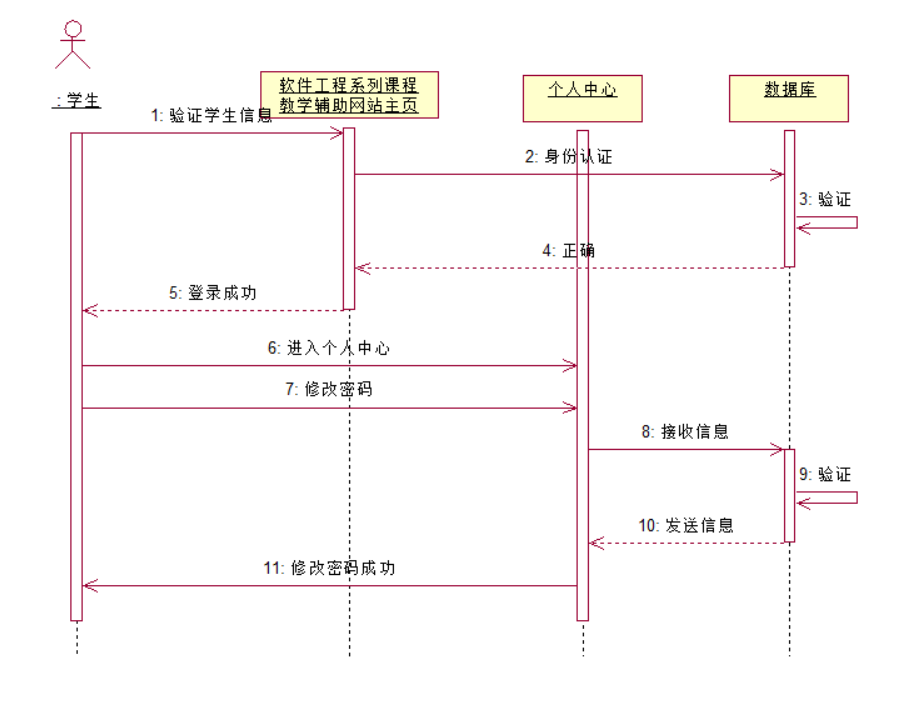 : 学生
软件工程系列课程
教学辅助网站主页
个人中心
数据库
1: 验证学生信息
2: 身份认证
3: 验证
4: 正确
5: 登录成功
6: 进入个人中心
7: 修改密码
8: 接收信息
9: 验证
10: 发送信息
11: 修改密码成功